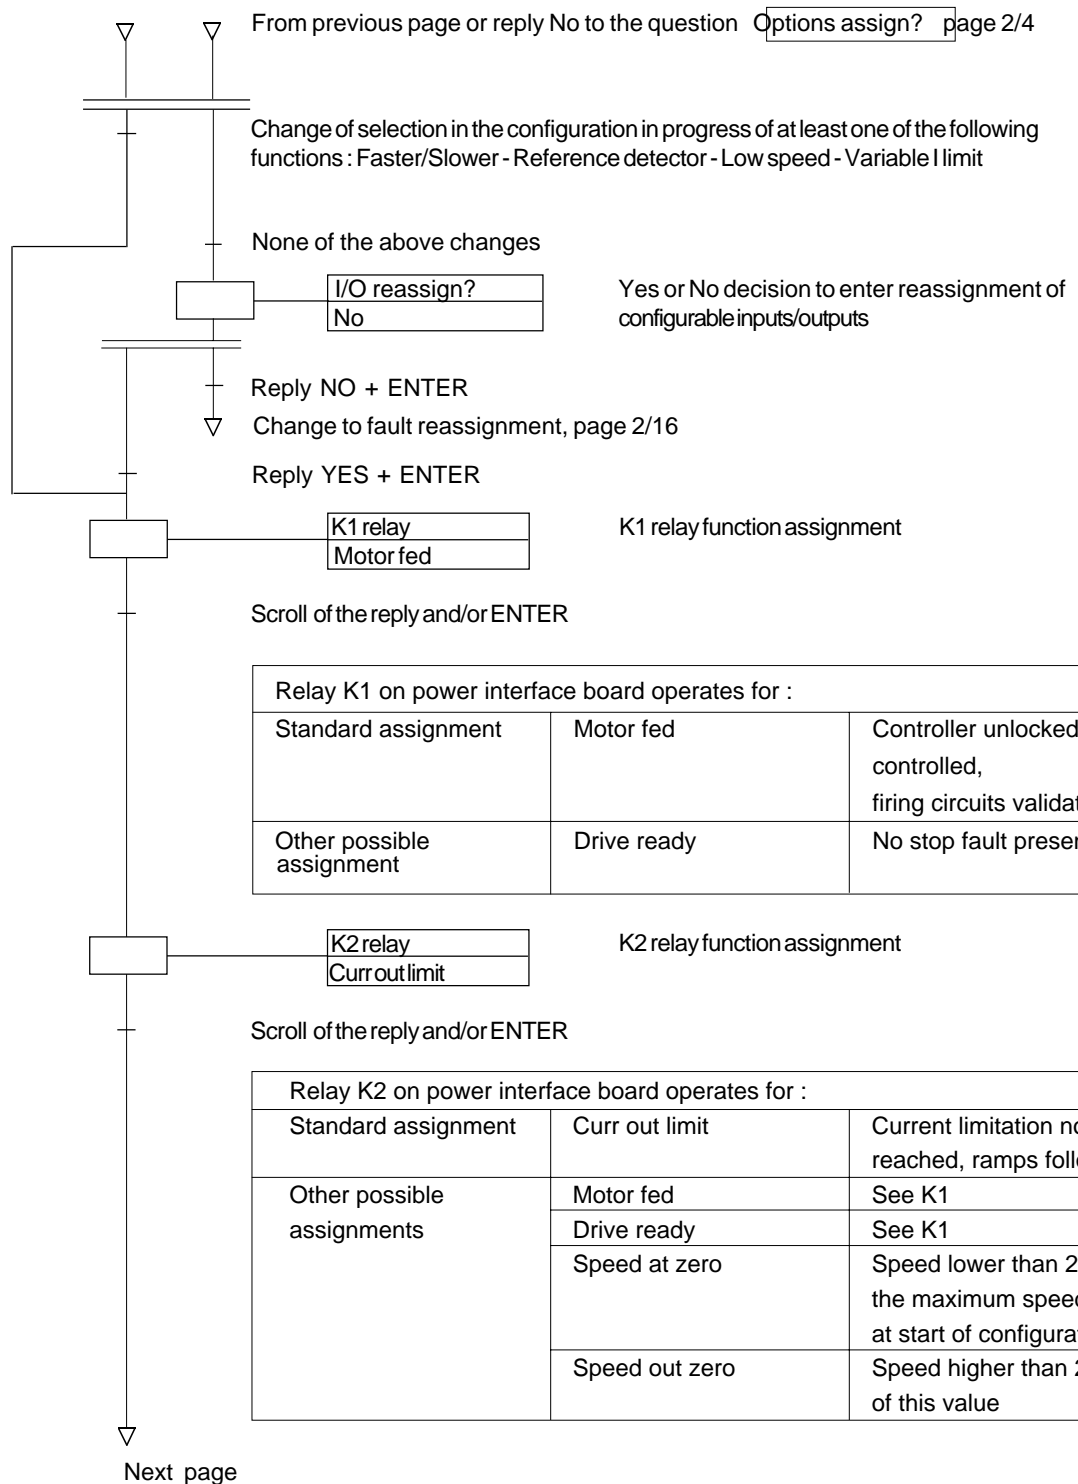 From previous page or reply No to the question Options assign? page 2/4
Change of selection in the configuration in progress of at least one of the following
functions : Faster/Slower - Reference detector - Low speed - Variable I limit
None of the above changes
I/O reassign?
No
Yes or No decision to enter reassignment of
configurable inputs/outputs
Reply NO + ENTER
Change to fault reassignment, page 2/16
Reply YES + ENTER
K1 relay
Motor fed
K1 relay function assignment
Scroll of the reply and/or ENTER
Relay K1 on power interface board operates for :
Standard assignment Motor fed Controller unlocked
controlled,
firing circuits
Other possible
assignment
Drive ready No stop fault
K2 relay
Curr out limit
K2 relay function assignment
Scroll of the reply and/or ENTER
Relay K2 on power interface board operates for :
Standard assignment Curr out limit Current limitation
reached, ramps
Other possible
assignments
Motor fed See K1
Drive ready See K1
Speed at zero Speed lower than 2
the maximum speed
at start of
Speed out zero Speed higher than
of this value
Next page